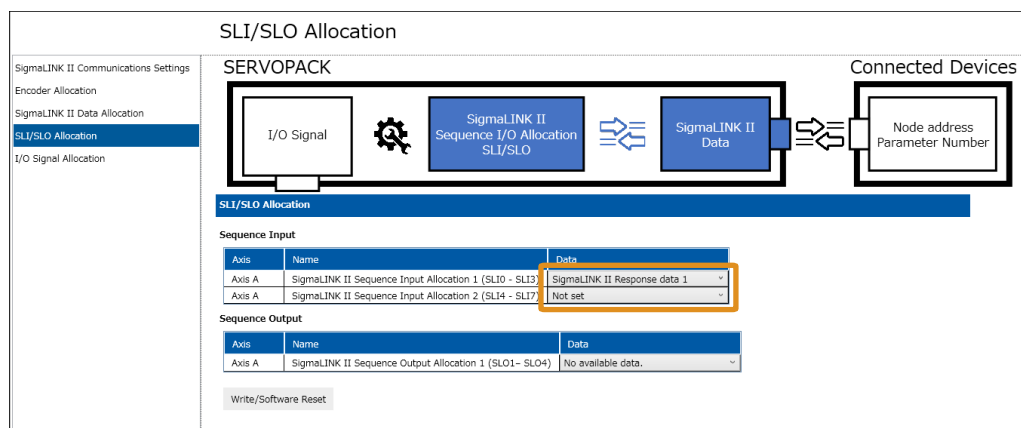 SLI/SLO Allocation
SigmaLINK II Communications Settings
Encoder Allocation
SigmaLINK II Data Allocation
SLI/SLO Allocation
I/O Signal Allocation
SERVOPACK
Connected Devices
I/O Signal
SigmaLINK II
Sequence I/O Allocation
SLI/SLO
SigmaLINK II
Data
Node address
Parameter Number
SLI/SLO Allocation
Sequence Input
Axis Name Data
Axis A SigmaLINK II Sequence Input Allocation 1 (SLI0 - SLI3) SigmaLINK II Response data 1
Axis A SigmaLINK II Sequence Input Allocation 2 (SLI4 - SLI7) Not set
Sequence Output
Axis Name Data
Axis A SigmaLINK II Sequence Output Allocation 1 (SLO1– SLO4) No available data.
Write/Software Reset